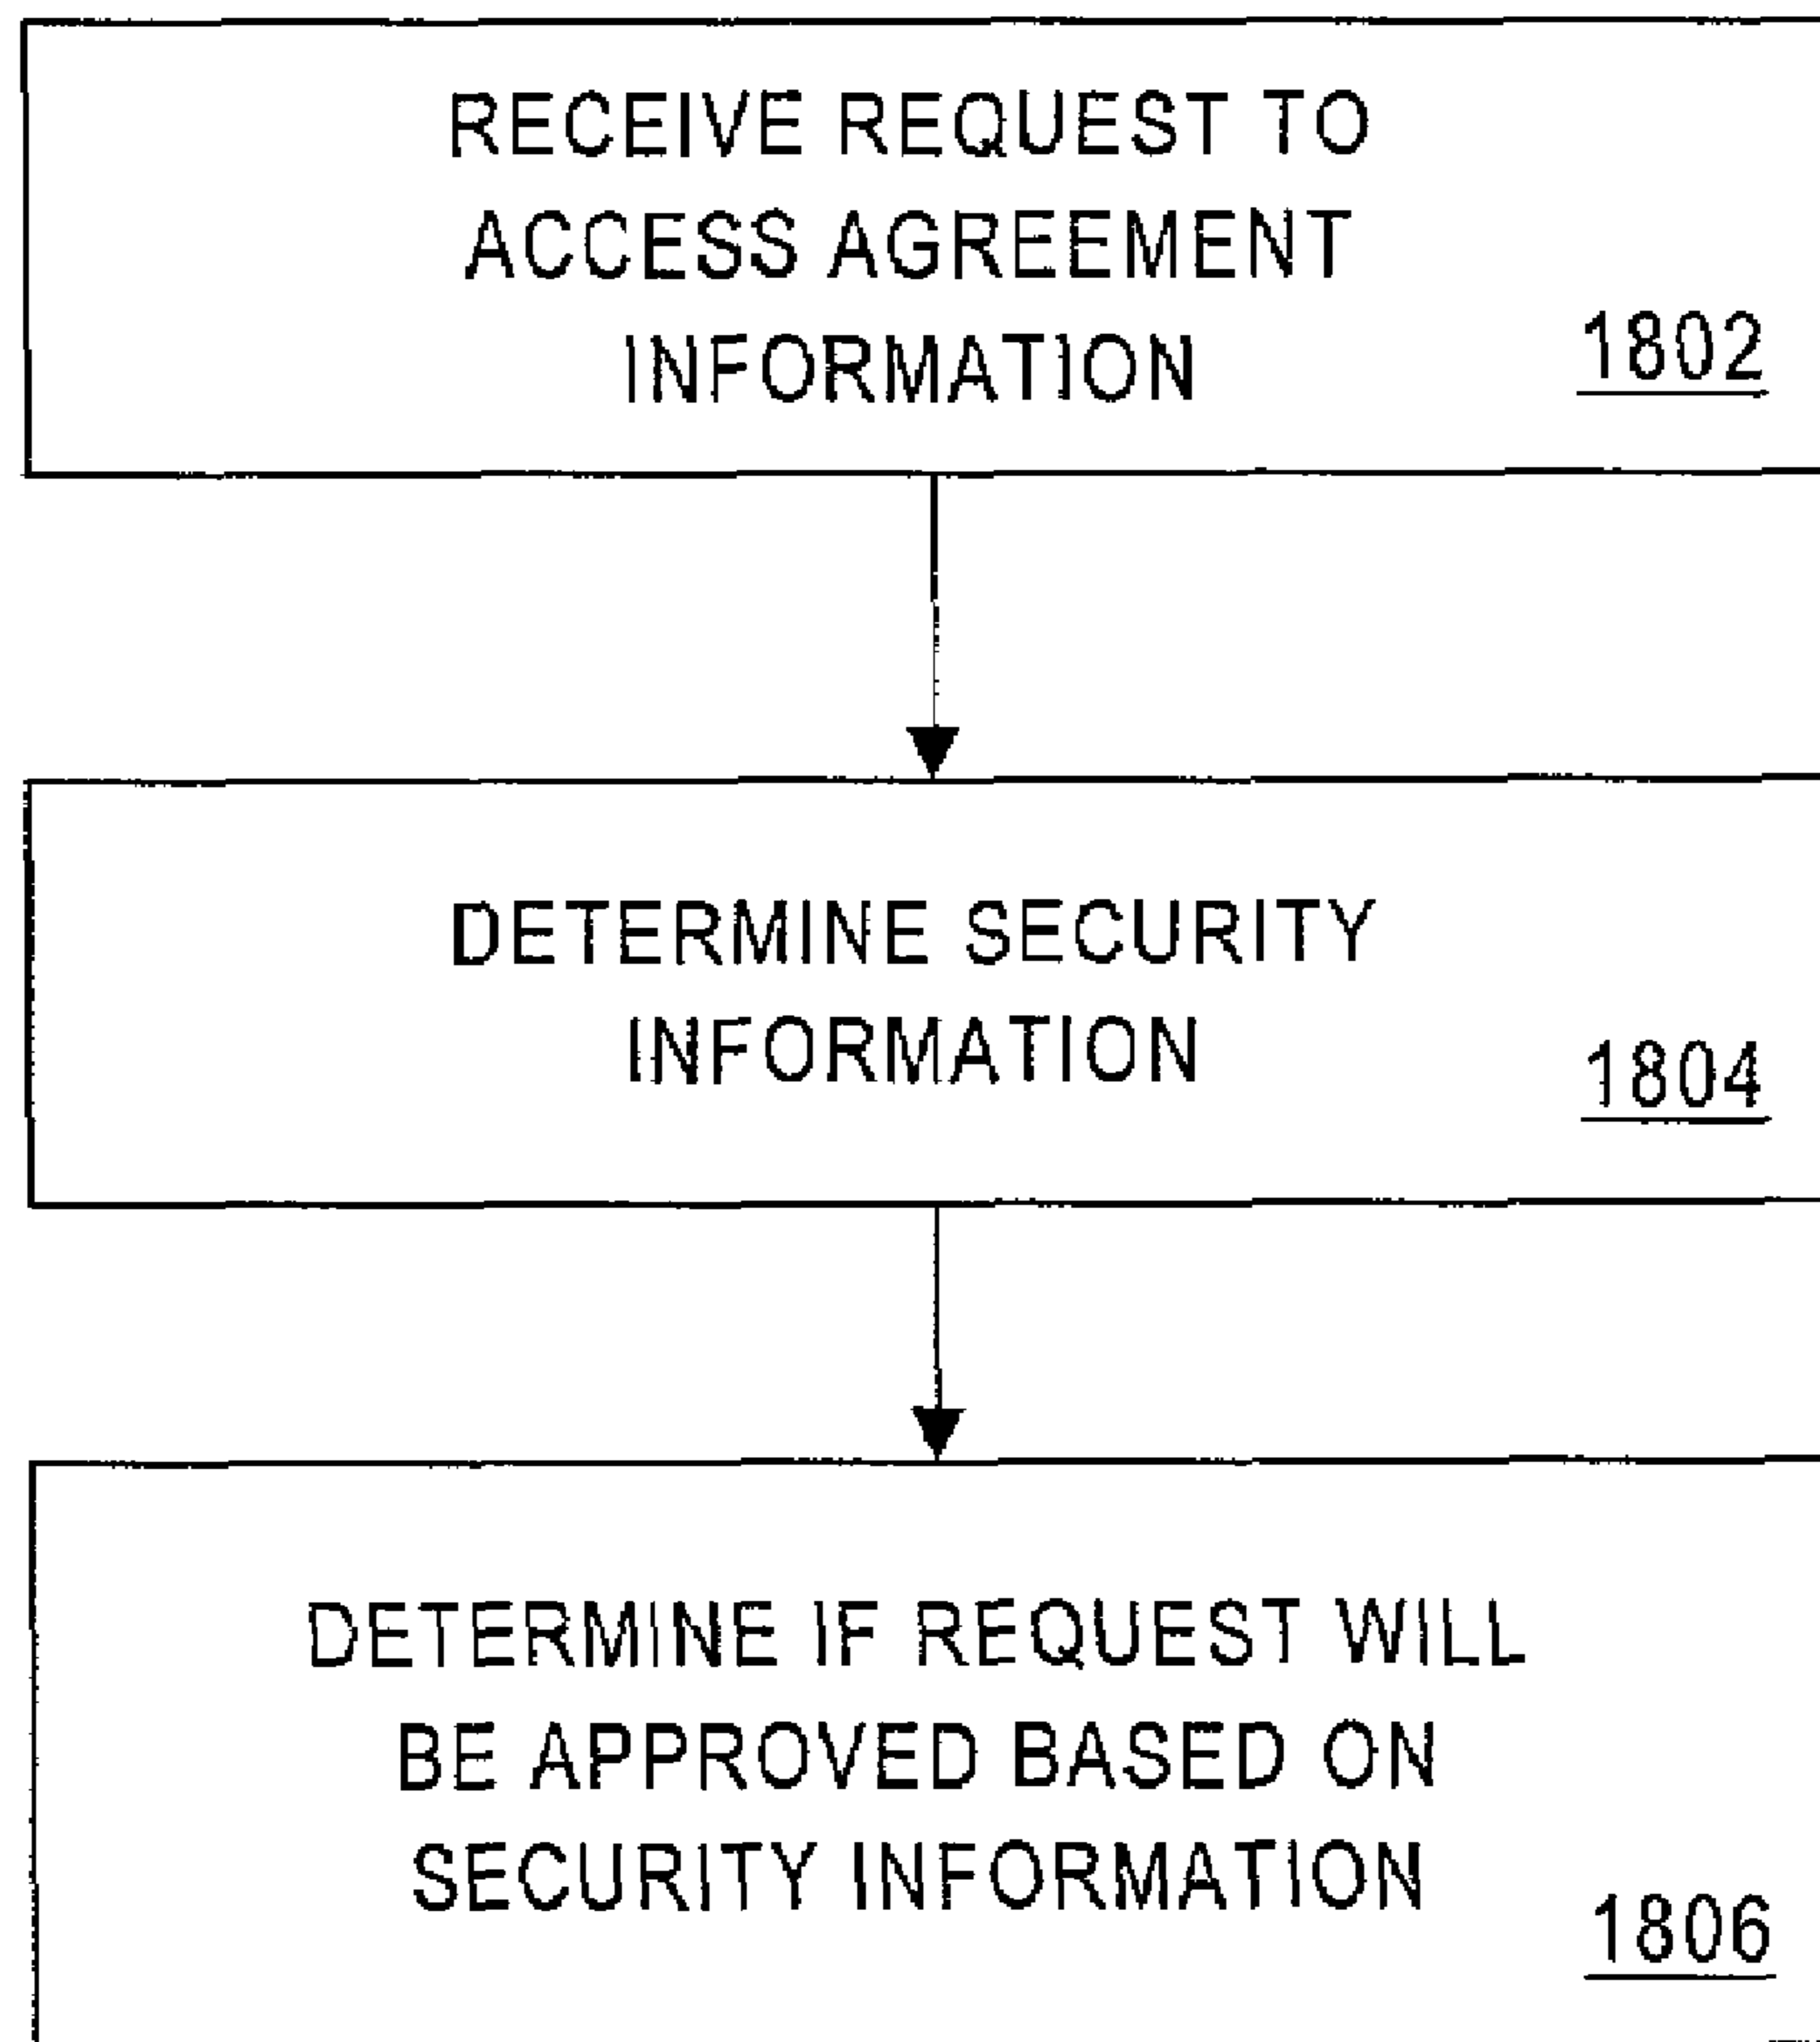 RECEIVE REQUEST TO
ACCESS AGREEMENT
INFORMATION
1802
DETERMINE SECURITY
INFORMATION
1804
DETERMINE IF REQUEST WILL
BE APPROVED BASED ON
SECURITY INFORMATION
1806